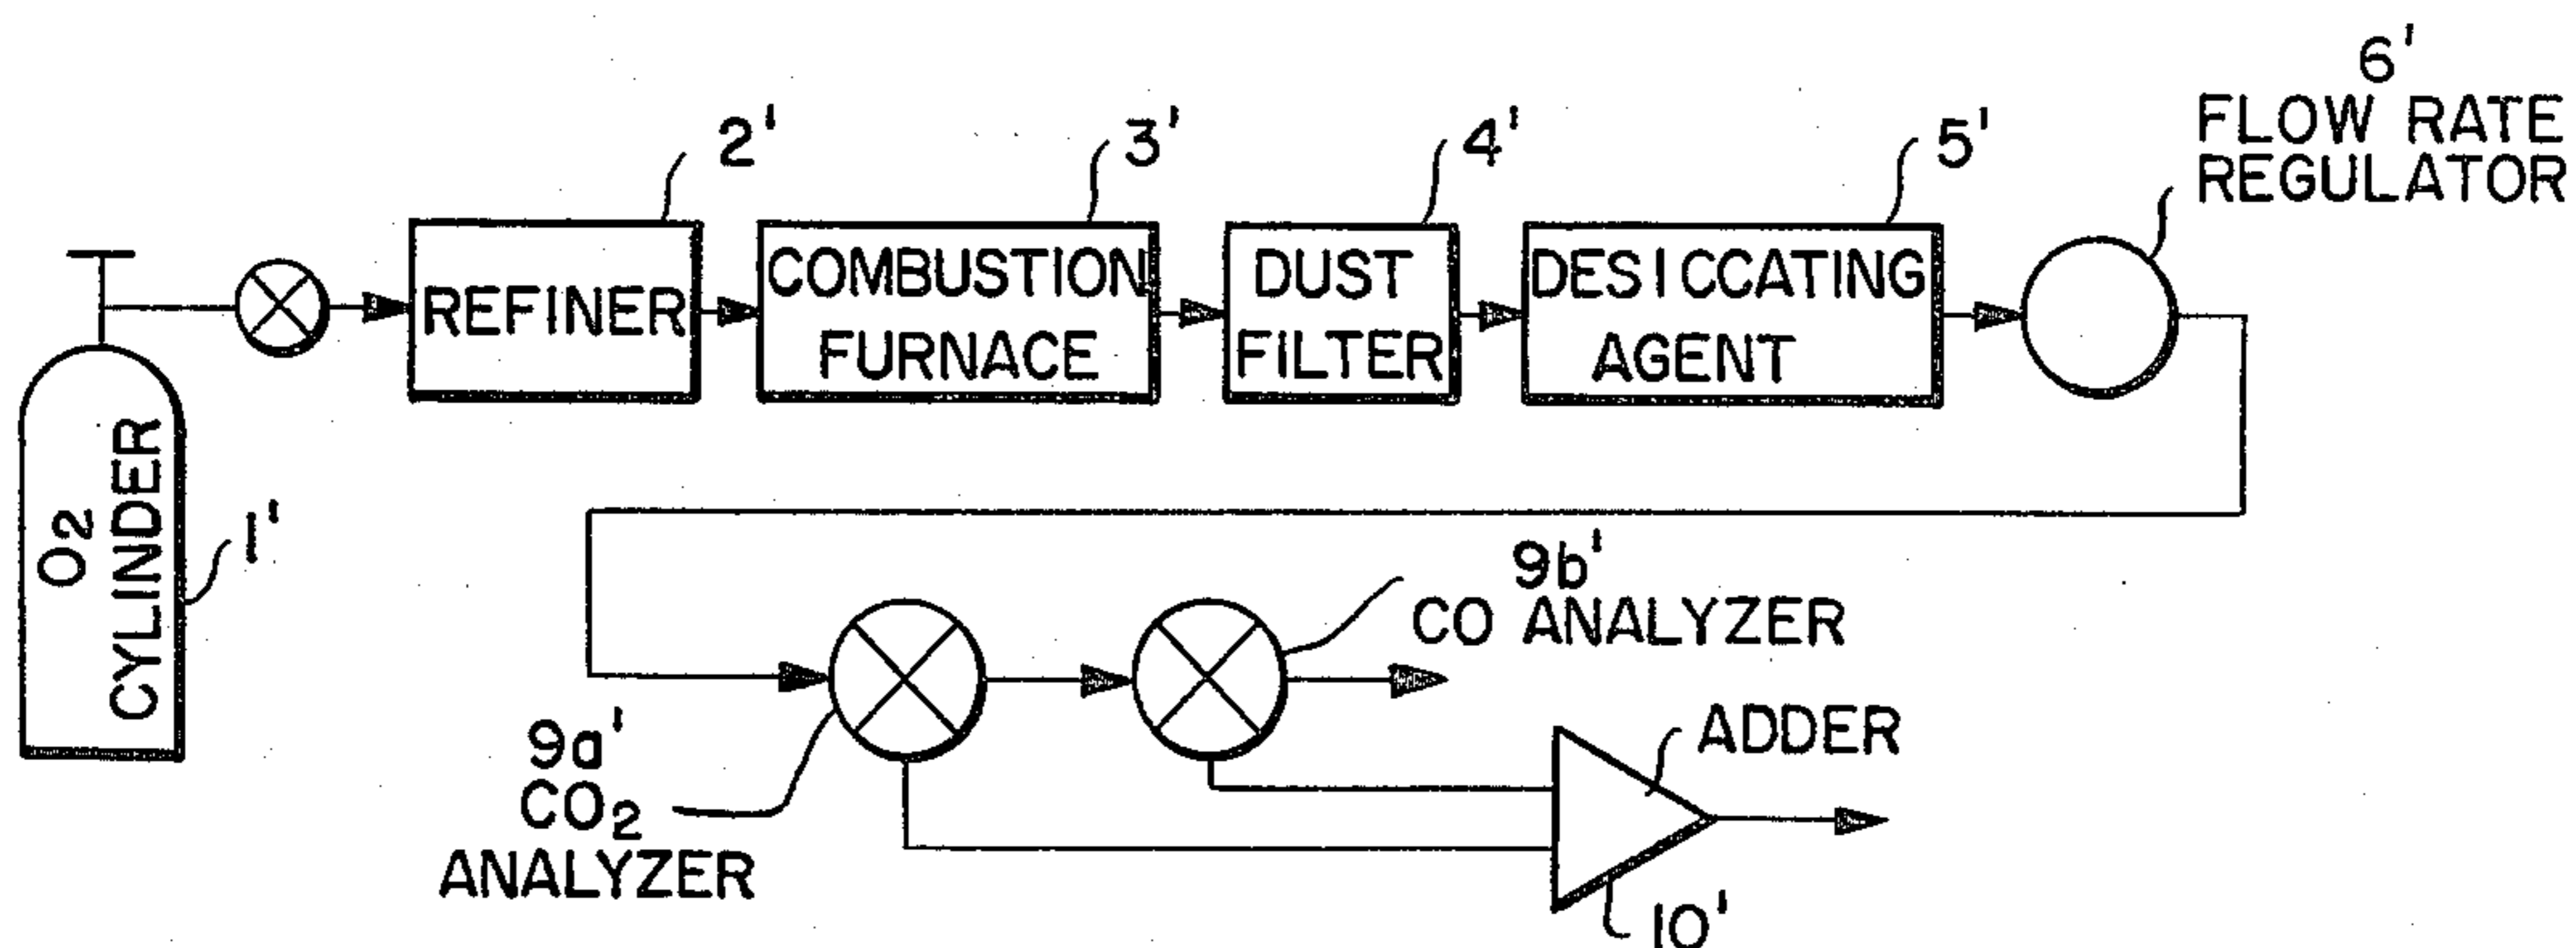 6'
FLOW RATE
REGULATOR
2'
3'
4'
5'
REFINER
COMBUSTION
FURNACE
DUST
FILTER
DESICCATING
AGENT
O2
CYLINDER
1'
9b'
CO ANALYZER
9a'
CO2
ANALYZER
ADDER
10'